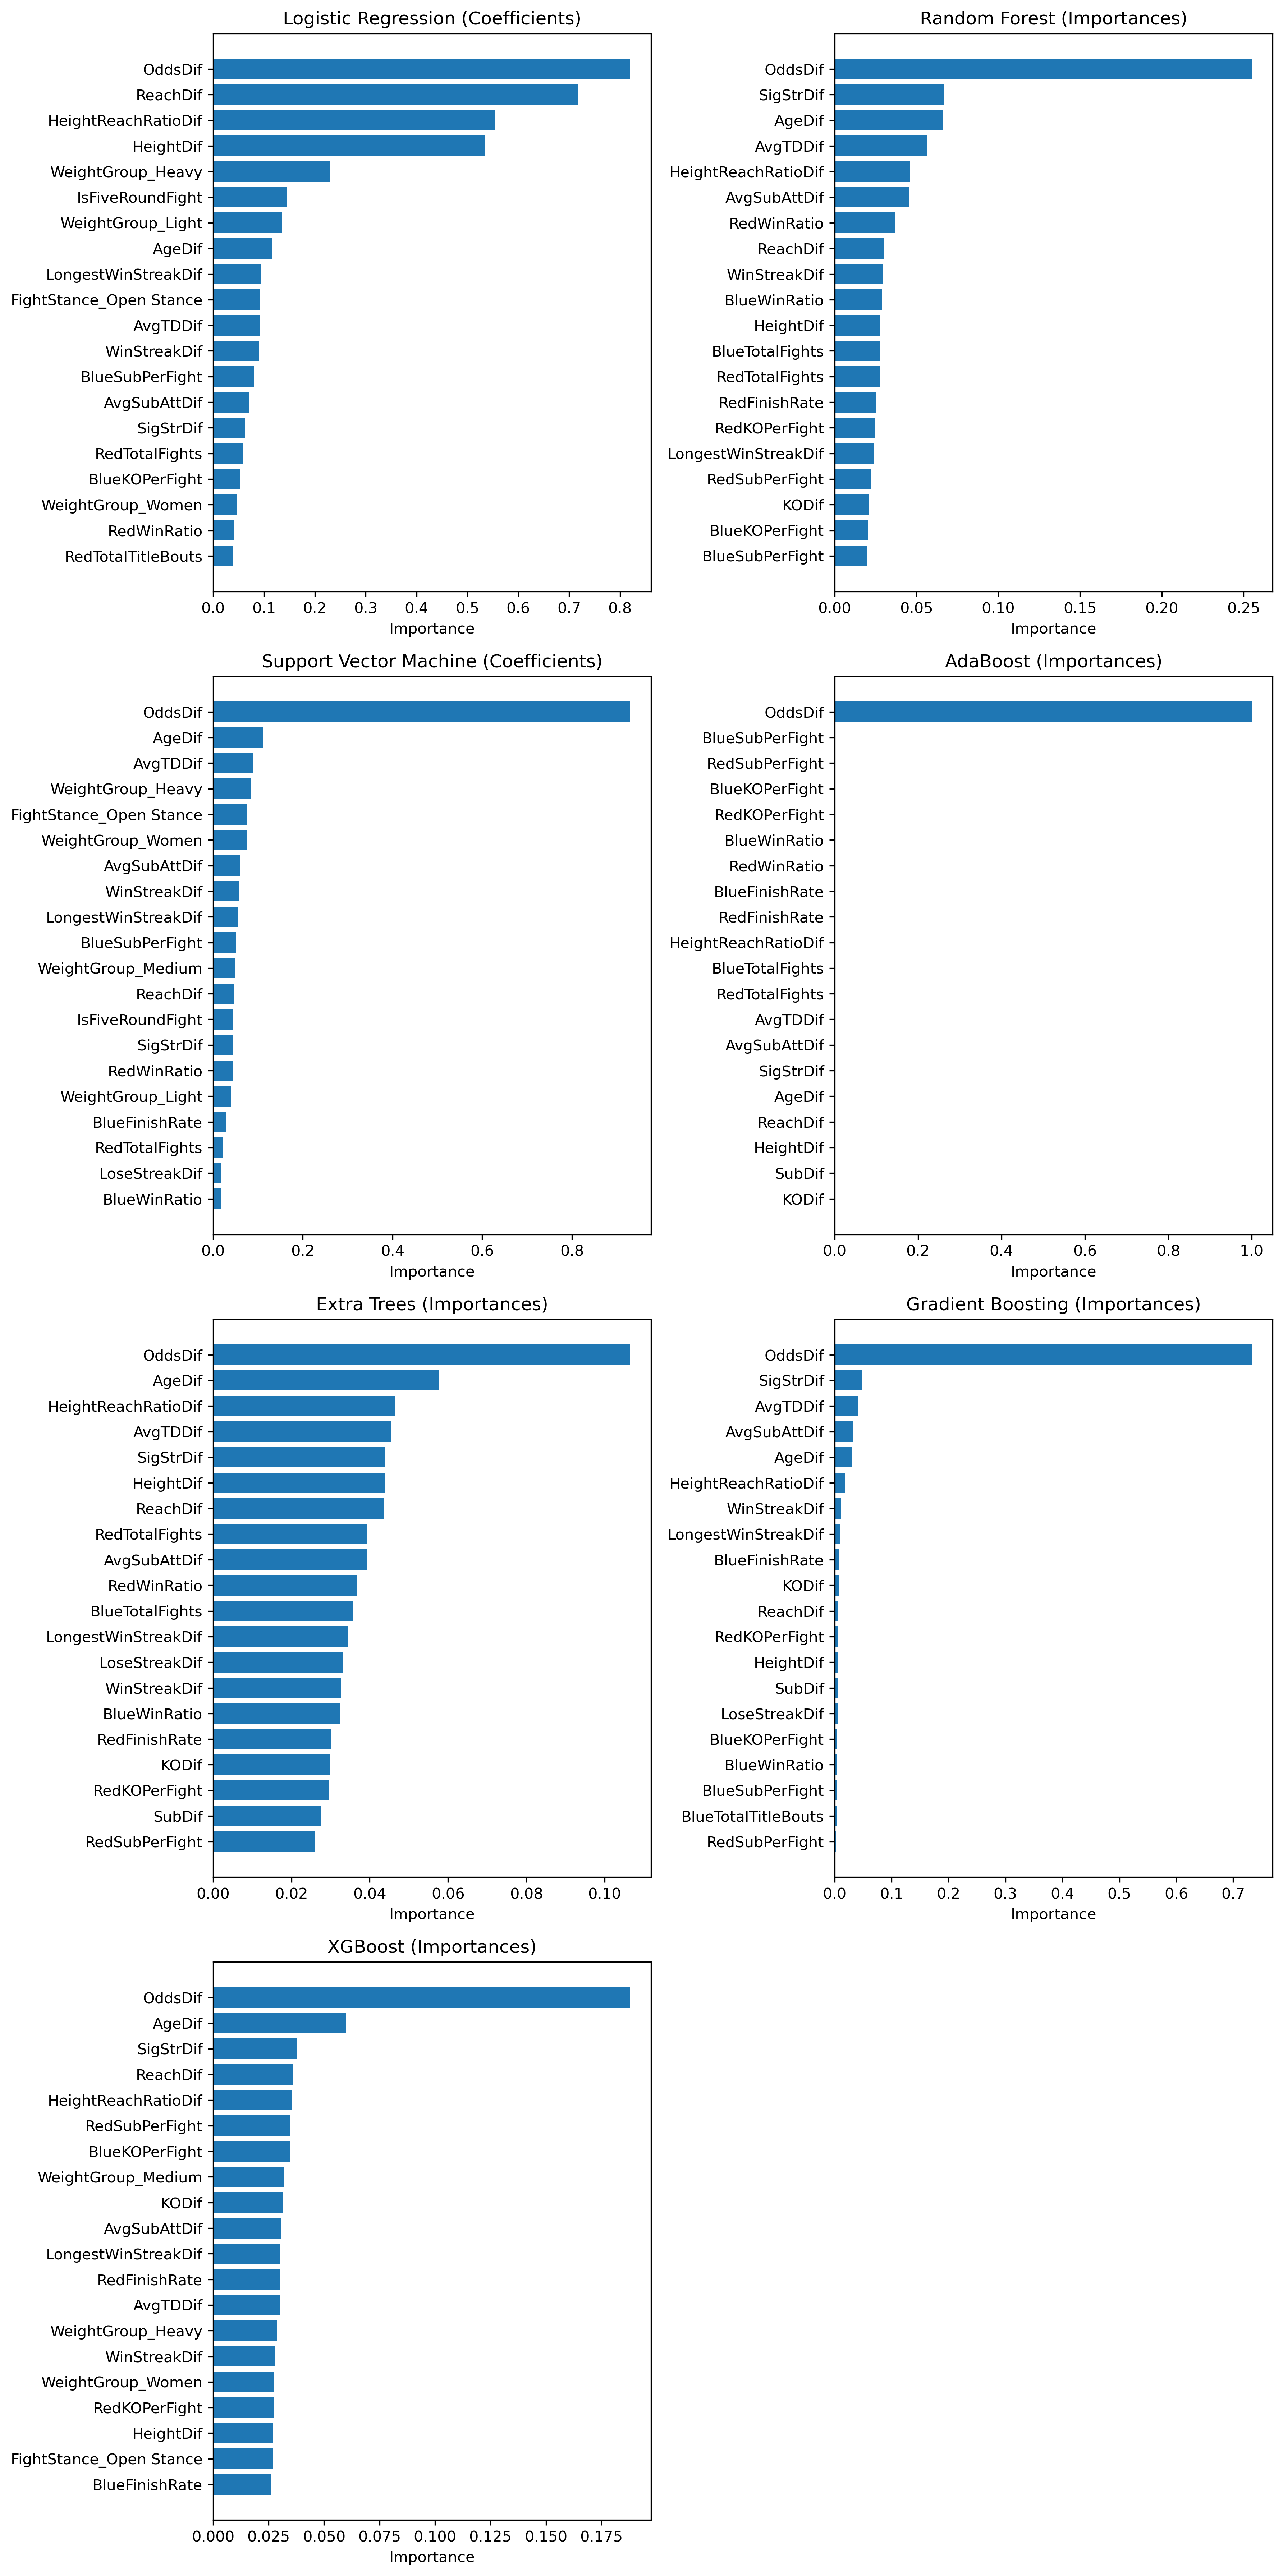 Logistic Regression (Coefficients)
OddsDif
ReachDif
HeightReachRatioDif
HeightDif
WeightGroup_Heavy
IsFiveRoundFight
WeightGroup_Light
AgeDif
LongestWinStreakDif
FightStance_Open Stance
AvgTDDif
WinStreakDif
BlueSubPerFight
AvgSubAttDif
SigStrDif
RedTotalFights
BlueKOPerFight
WeightGroup_Women
RedWinRatio
RedTotalTitleBouts
0.0 0.1 0.2 0.3 0.4 0.5 0.6 0.7 0.8
Importance
Random Forest (Importances)
OddsDif
SigStrDif
AgeDif
AvgTDDif
HeightReachRatioDif
AvgSubAttDif
RedWinRatio
ReachDif
WinStreakDif
BlueWinRatio
HeightDif
BlueTotalFights
RedTotalFights
RedFinishRate
RedKOPerFight
LongestWinStreakDif
RedSubPerFight
KODif
BlueKOPerFight
BlueSubPerFight
0.00 0.05 0.10 0.15 0.20 0.25
Importance
Support Vector Machine (Coefficients)
OddsDif
AgeDif
AvgTDDif
WeightGroup_Heavy
FightStance_Open Stance
WeightGroup_Women
AvgSubAttDif
WinStreakDif
LongestWinStreakDif
BlueSubPerFight
WeightGroup_Medium
ReachDif
IsFiveRoundFight
SigStrDif
RedWinRatio
WeightGroup_Light
BlueFinishRate
RedTotalFights
LoseStreakDif
BlueWinRatio
0.0 0.2 0.4 0.6 0.8
Importance
AdaBoost (Importances)
OddsDif
BlueSubPerFight
RedSubPerFight
BlueKOPerFight
RedKOPerFight
BlueWinRatio
RedWinRatio
BlueFinishRate
RedFinishRate
HeightReachRatioDif
BlueTotalFights
RedTotalFights
AvgTDDif
AvgSubAttDif
SigStrDif
AgeDif
ReachDif
HeightDif
SubDif
KODif
0.0 0.2 0.4 0.6 0.8 1.0
Importance
Extra Trees (Importances)
OddsDif
AgeDif
HeightReachRatioDif
AvgTDDif
SigStrDif
HeightDif
ReachDif
RedTotalFights
AvgSubAttDif
RedWinRatio
BlueTotalFights
LongestWinStreakDif
LoseStreakDif
WinStreakDif
BlueWinRatio
RedFinishRate
KODif
RedKOPerFight
SubDif
RedSubPerFight
0.00 0.02 0.04 0.06 0.08 0.10
Importance
Gradient Boosting (Importances)
OddsDif
SigStrDif
AvgTDDif
AvgSubAttDif
AgeDif
HeightReachRatioDif
WinStreakDif
LongestWinStreakDif
BlueFinishRate
KODif
ReachDif
RedKOPerFight
HeightDif
SubDif
LoseStreakDif
BlueKOPerFight
BlueWinRatio
BlueSubPerFight
BlueTotalTitleBouts
RedSubPerFight
0.0 0.1 0.2 0.3 0.4 0.5 0.6 0.7
Importance
XGBoost (Importances)
OddsDif
AgeDif
SigStrDif
ReachDif
HeightReachRatioDif
RedSubPerFight
BlueKOPerFight
WeightGroup_Medium
KODif
AvgSubAttDif
LongestWinStreakDif
RedFinishRate
AvgTDDif
WeightGroup_Heavy
WinStreakDif
WeightGroup_Women
RedKOPerFight
HeightDif
FightStance_Open Stance
BlueFinishRate
0.000 0.025 0.050 0.075 0.100 0.125 0.150 0.175
Importance